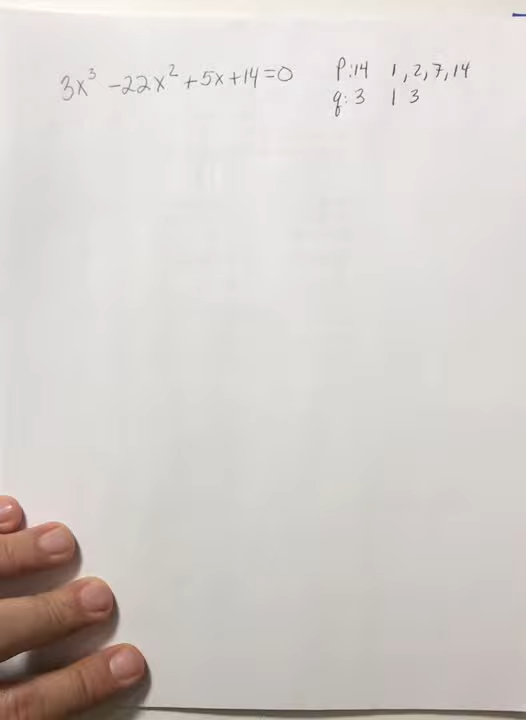 3x³ -22x² +5x+14=0
P:14 1,2,7,14
q:3 1 3